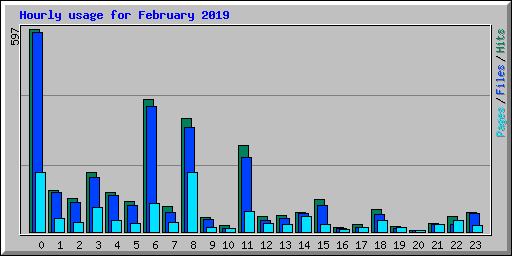 Hourly usage for February 2019
597
Pages / Files / Hits
0 1 2 3 4 5 6 7 8 9 10 11 12 13 14 15 16 17 18 19 20 21 22 23